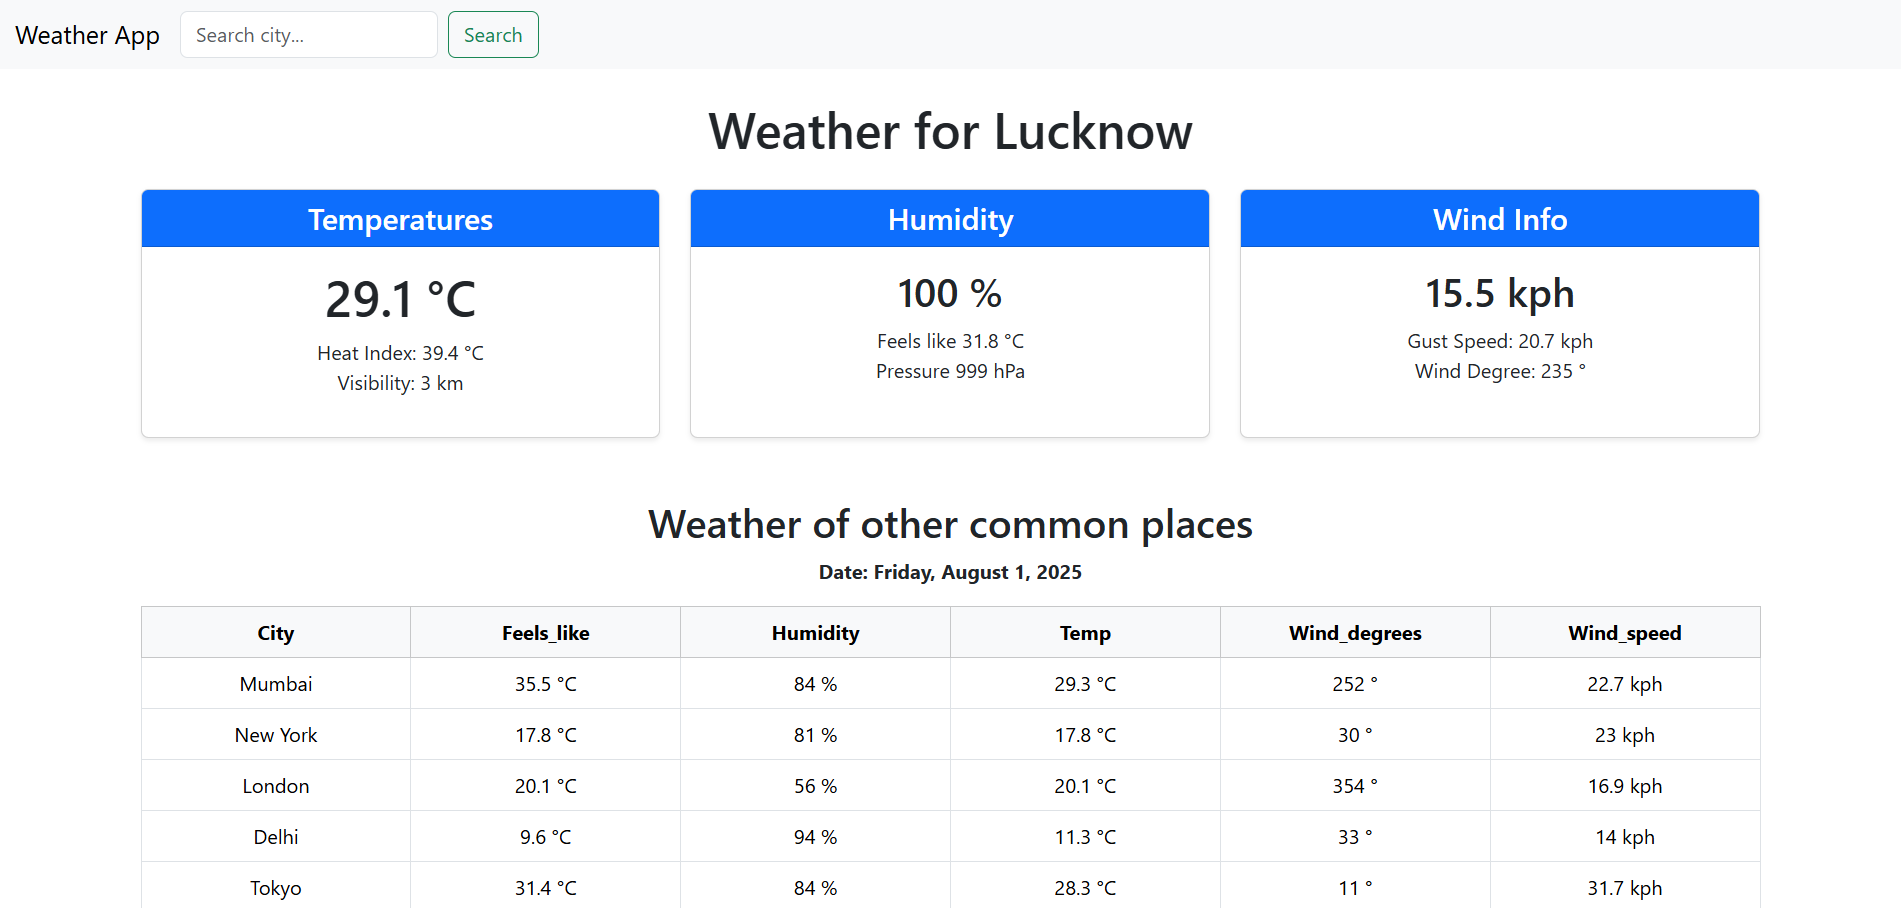 Weather App Search city... Search
Weather for Lucknow
Temperatures
29.1 °C
Heat Index: 39.4 °C
Visibility: 3 km
Humidity
100 %
Feels like 31.8 °C
Pressure 999 hPa
Wind Info
15.5 kph
Gust Speed: 20.7 kph
Wind Degree: 235 °
Weather of other common places
Date: Friday, August 1, 2025
City Feels_like Humidity Temp Wind_degrees Wind_speed
Mumbai 35.5 °C 84 % 29.3 °C 252 ° 22.7 kph
New York 17.8 °C 81 % 17.8 °C 30 ° 23 kph
London 20.1 °C 56 % 20.1 °C 354 ° 16.9 kph
Delhi 9.6 °C 94 % 11.3 °C 33 ° 14 kph
Tokyo 31.4 °C 84 % 28.3 °C 11 ° 31.7 kph